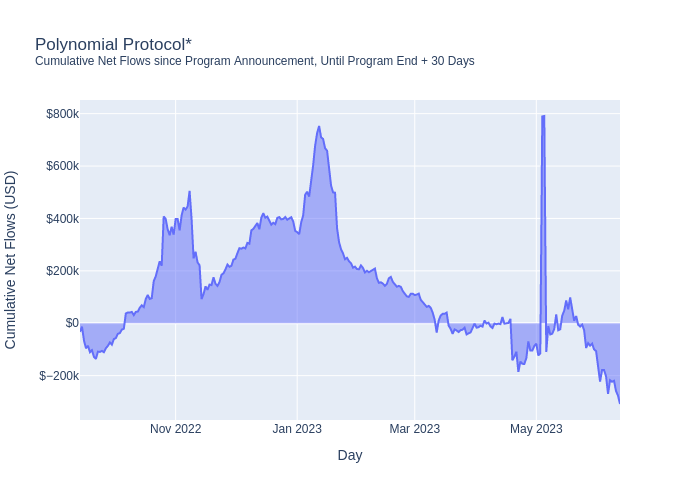 Polynomial Protocol*
Cumulative Net Flows since Program Announcement, Until Program End + 30 Days
Cumulative Net Flows (USD)
$800k
$600k
$400k
$200k
$0
$−200k
Nov 2022
Jan 2023
Mar 2023
May 2023
Day